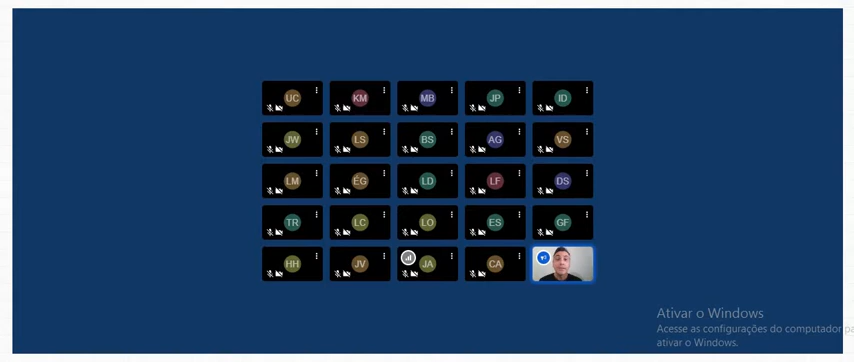 UC KM MB JP ID
JW LS BS AG VS
LM ÉG LD LF DS
TR LC LO ES GF
HH JV JA CA
Ativar o Windows
Acesse as configurações do computador pa
ativar o Windows.